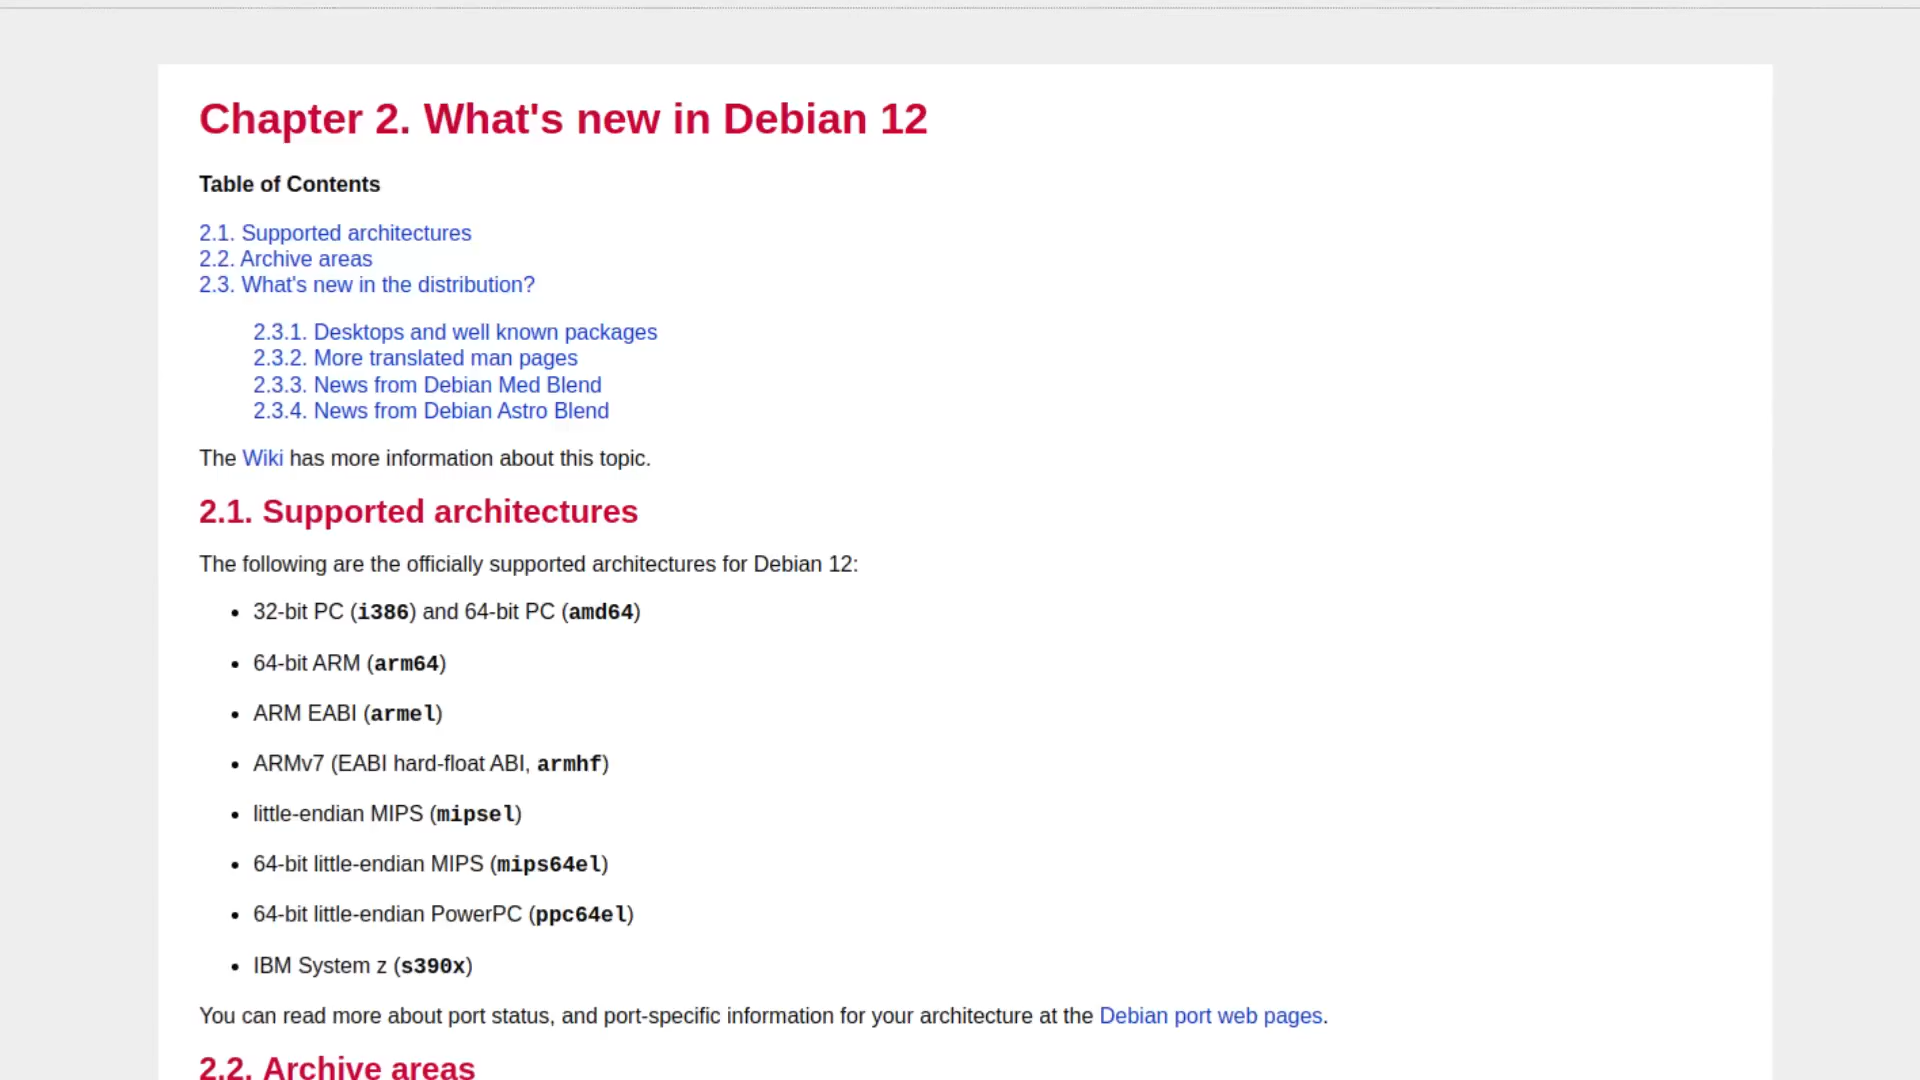 Chapter 2. What's new in Debian 12
Table of Contents
2.1. Supported architectures
2.2. Archive areas
2.3. What's new in the distribution?
2.3.1. Desktops and well known packages
2.3.2. More translated man pages
2.3.3. News from Debian Med Blend
2.3.4. News from Debian Astro Blend
The Wiki has more information about this topic.
2.1. Supported architectures
The following are the officially supported architectures for Debian 12:
• 32-bit PC (i386) and 64-bit PC (amd64)
• 64-bit ARM (arm64)
• ARM EABI (armel)
• ARMv7 (EABI hard-float ABI, armhf)
• little-endian MIPS (mipsel)
• 64-bit little-endian MIPS (mips64el)
• 64-bit little-endian PowerPC (ppc64el)
• IBM System z (s390x)
You can read more about port status, and port-specific information for your architecture at the Debian port web pages.
2.2. Archive areas